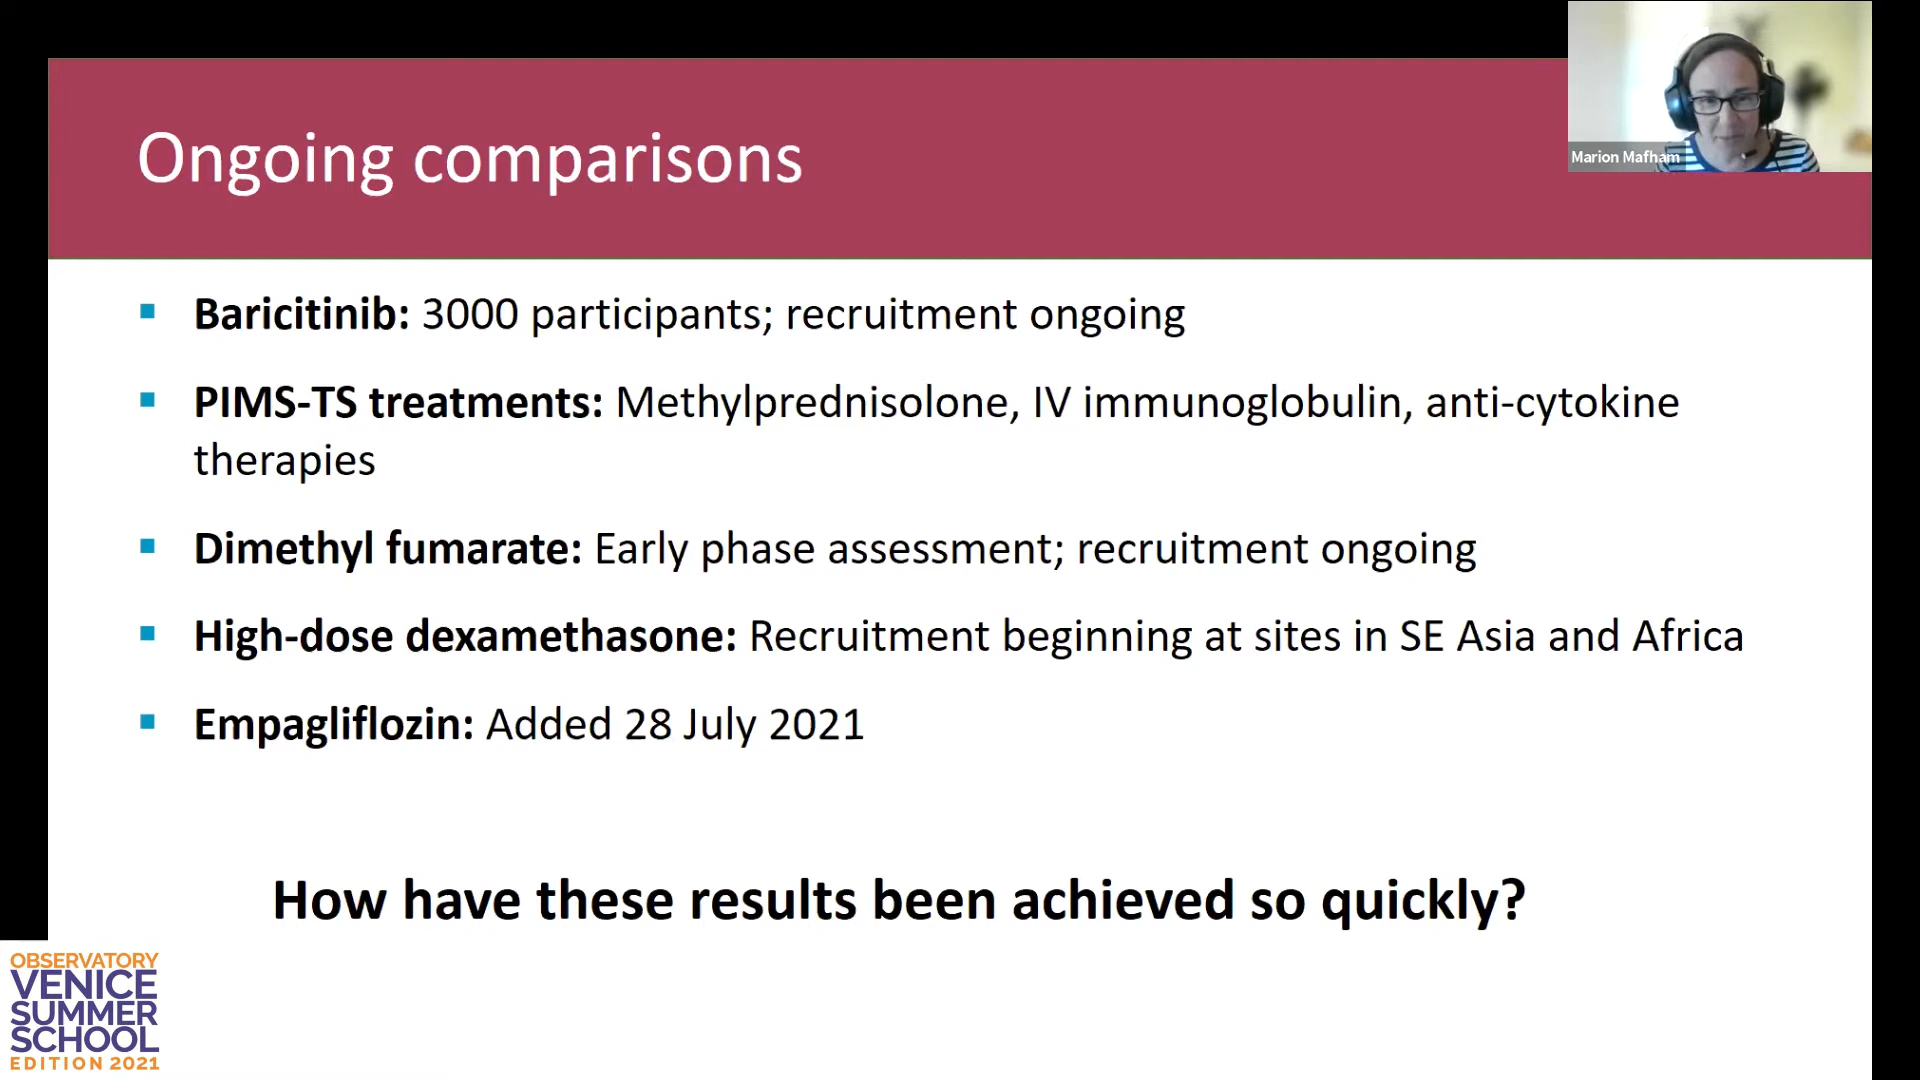 Marion Mafham
Ongoing comparisons
Baricitinib: 3000 participants; recruitment ongoing
PIMS-TS treatments: Methylprednisolone, IV immunoglobulin, anti-cytokine
therapies
Dimethyl fumarate: Early phase assessment; recruitment ongoing
High-dose dexamethasone: Recruitment beginning at sites in SE Asia and Africa
Empagliflozin: Added 28 July 2021
How have these results been achieved so quickly?
OBSERVATORY
VENICE
SUMMER
SCHOOL
EDITION 2021